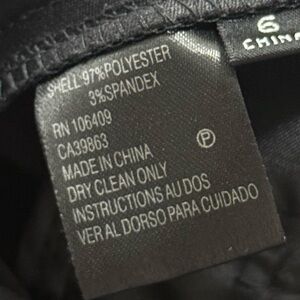 6
CHINA
SHELL: 97% POLYESTER
3% SPANDEX
RN 106409
CA39863
MADE IN CHINA
DRY CLEAN ONLY
P
INSTRUCTIONS AU DOS
VER AL DORSO PARA CUIDADO